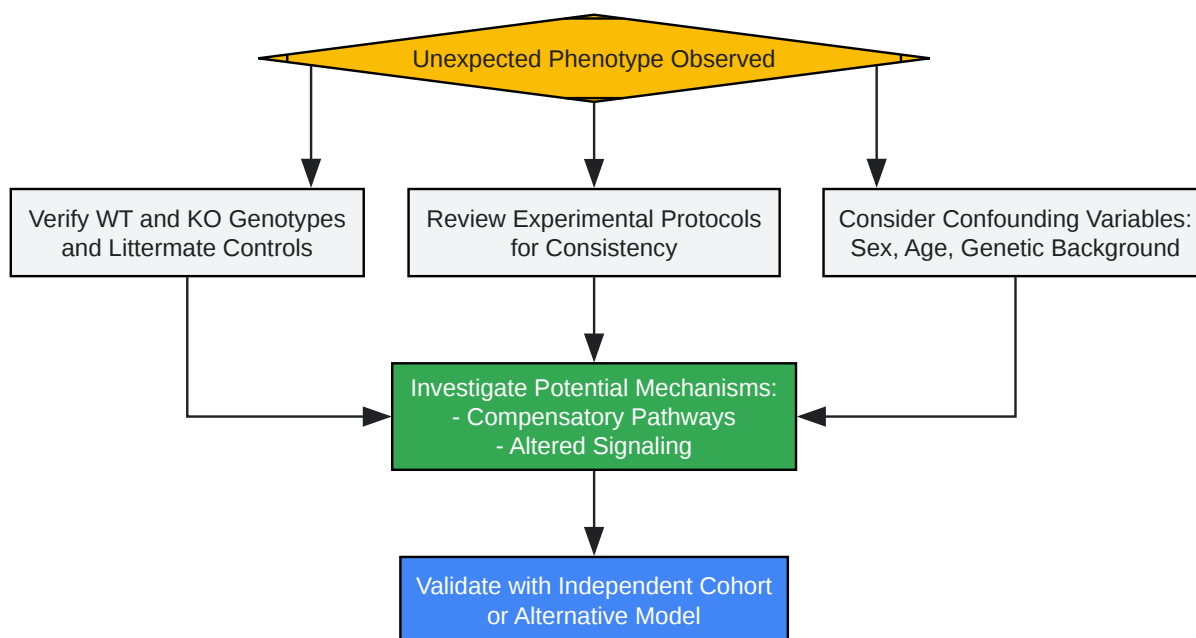 Unexpected Phenotype Observed
Verify WT and KO Genotypes
and Littermate Controls
Review Experimental Protocols
for Consistency
Consider Confounding Variables:
Sex, Age, Genetic Background
Investigate Potential Mechanisms:
- Compensatory Pathways
- Altered Signaling
Validate with Independent Cohort
or Alternative Model